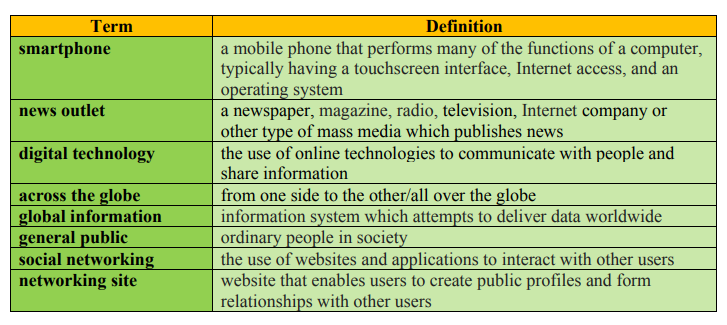 Term Definition
smartphone a mobile phone that performs many of the functions of a computer,
typically having a touchscreen interface, Internet access, and an
operating system
news outlet a newspaper, magazine, radio, television, Internet company or
other type of mass media which publishes news
digital technology the use of online technologies to communicate with people and
share information
across the globe from one side to the other/all over the globe
global information information system which attempts to deliver data worldwide
general public ordinary people in society
social networking the use of websites and applications to interact with other users
networking site website that enables users to create public profiles and form
relationships with other users